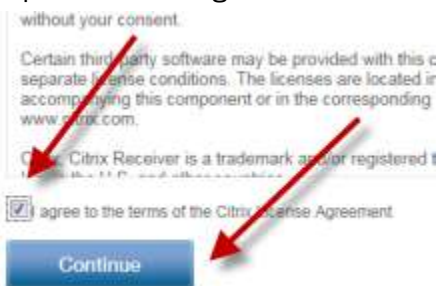 without your consent.
Certain third party software may be provided with this c
separate license conditions. The licenses are located in
accompanying this component or in the corresponding
www.citrix.com.
Citrix Receiver is a trademark and/or registered t
the U.S. and other countries
I agree to the terms of the Citrix License Agreement
Continue